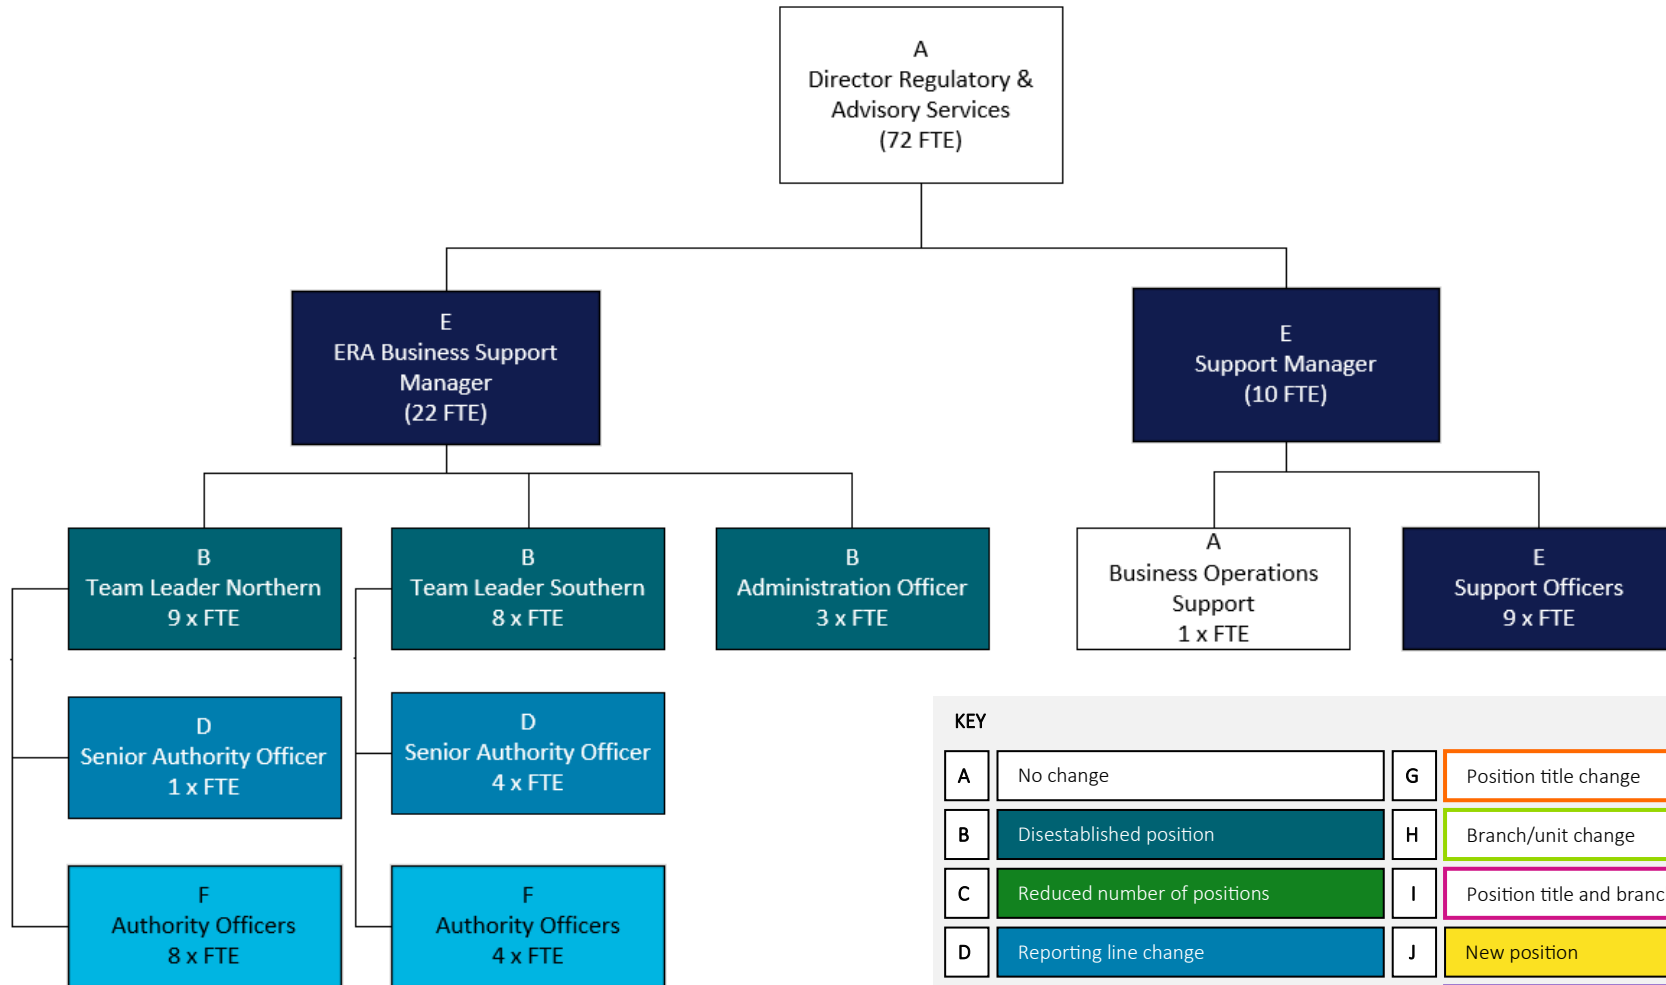 A
Director Regulatory &
Advisory Services
(72 FTE)
E
ERA Business Support
Manager
(22 FTE)
E
Support Manager
(10 FTE)
B
Team Leader Northern
9 x FTE
B
Team Leader Southern
8 x FTE
B
Administration Officer
3 x FTE
A
Business Operations
Support
1 x FTE
E
Support Officers
9 x FTE
D
Senior Authority Officer
1 x FTE
D
Senior Authority Officer
4 x FTE
F
Authority Officers
8 x FTE
F
Authority Officers
4 x FTE
KEY
A No change
G Position title change
B Disestablished position
H Branch/unit change
C Reduced number of positions
I Position title and branc
D Reporting line change
J New position